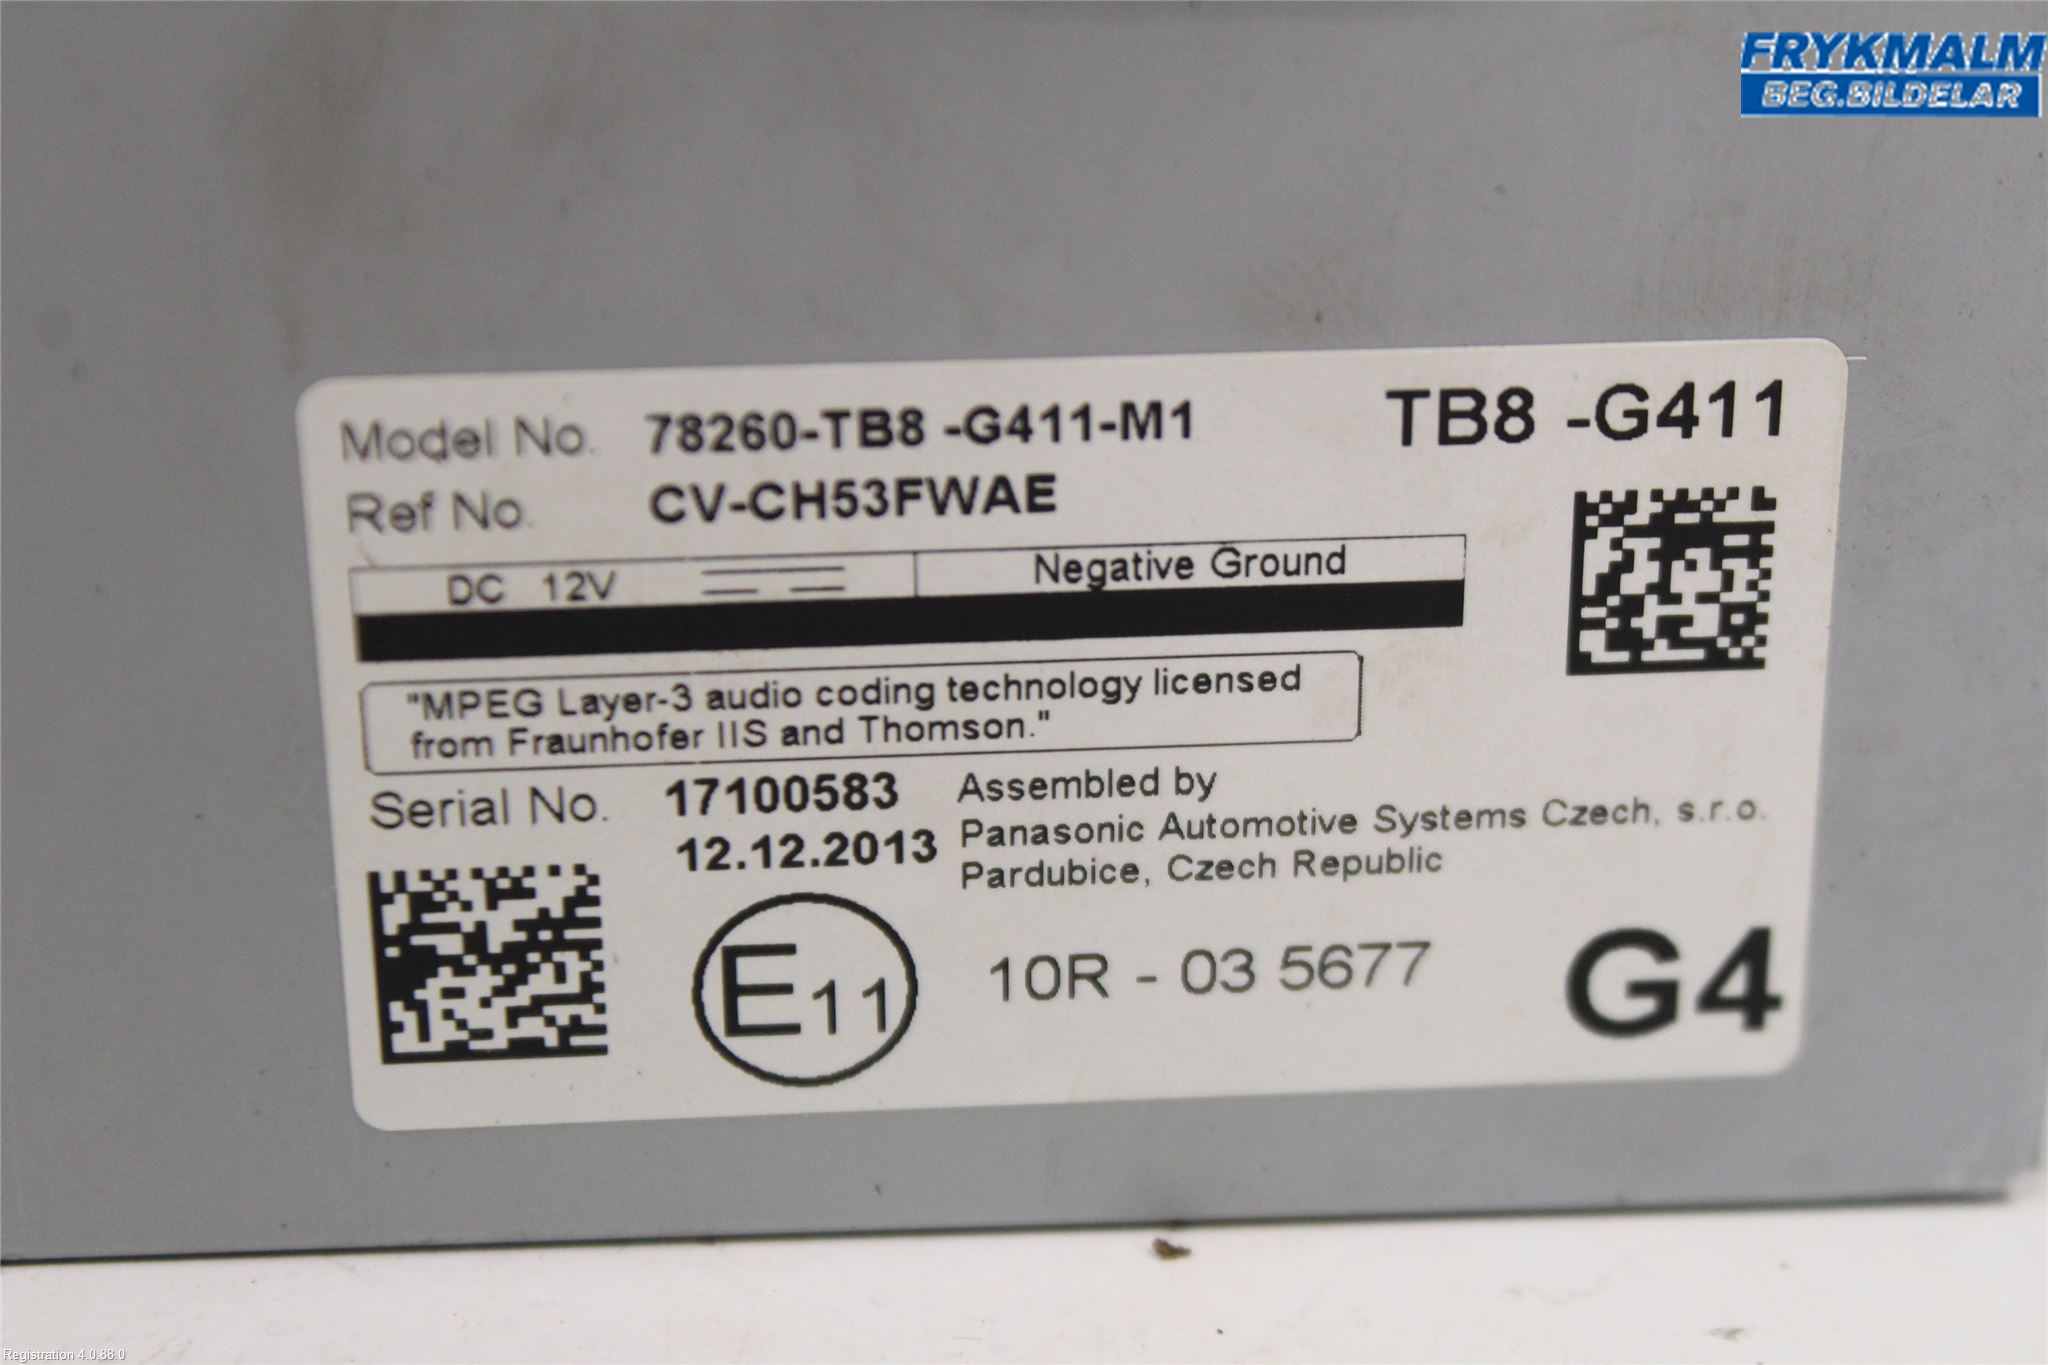 FRYKMALM
BEG.BILDELAR
Model No. 78260-TB8 -G411-M1
TB8 -G411
Ref No. CV-CH53FWAE
DC 12V
Negative Ground
"MPEG Layer-3 audio coding technology licensed
from Fraunhofer IIS and Thomson."
Serial No. 17100583
12.12.2013
Assembled by
Panasonic Automotive Systems Czech, s.r.o.
Pardubice, Czech Republic
E11
10R - 03 5677
G4
Registration 4.0.88.0